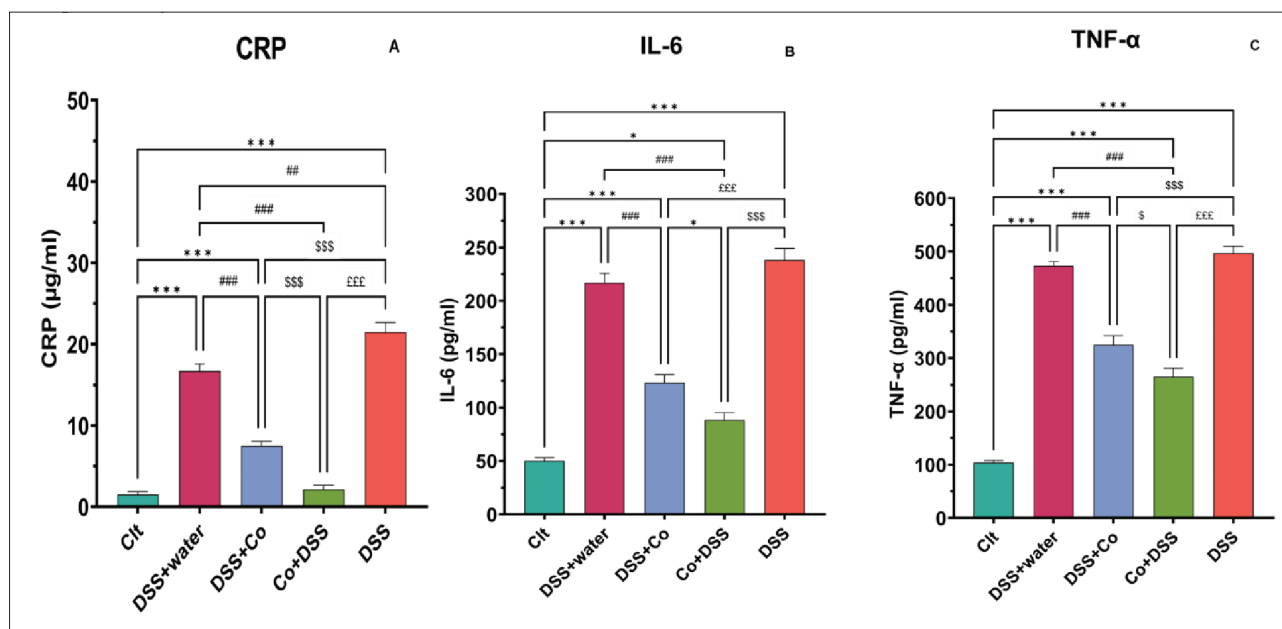 CRP A
* * *
##
###
* * * $$$
* * * ### $$$ £££
CRP (µg/ml)
50
40
30
20
10
0
Clt DSS+water DSS+Co Co+DSS DSS
IL-6 B
* * *
*
###
* * * £££
* * * ### * $$$
IL-6 (pg/ml)
300
250
200
150
100
50
0
Clt DSS+water DSS+Co Co+DSS DSS
TNF-α C
* * *
* * *
###
* * * $$$
* * * ### $ £££
TNF-α (pg/ml)
600
500
400
300
200
100
0
Clt DSS+water DSS+Co Co+DSS DSS